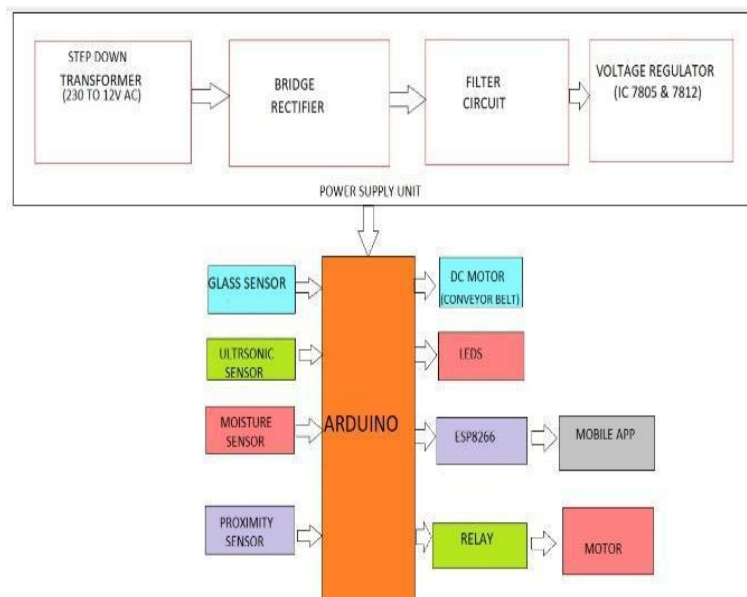 STEP DOWN
TRANSFORMER
(230 TO 12V AC)
BRIDGE
RECTIFIER
FILTER
CIRCUIT
VOLTAGE REGULATOR
(IC 7805 & 7812)
POWER SUPPLY UNIT
GLASS SENSOR
ULTRSONIC
SENSOR
MOISTURE
SENSOR
PROXIMITY
SENSOR
ARDUINO
DC MOTOR
(CONVEYOR BELT)
LEDS
ESP8266
MOBILE APP
RELAY
MOTOR